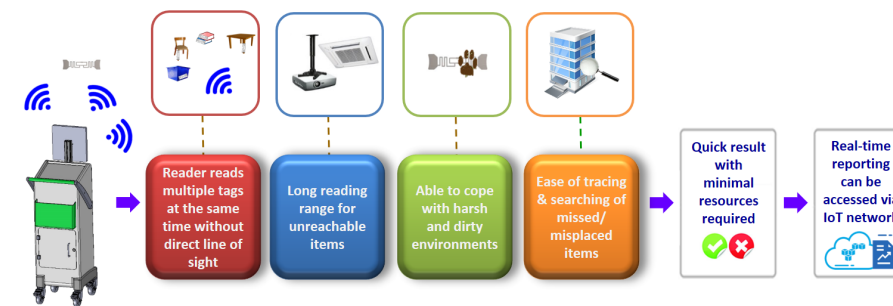 Reader reads
multiple tags
at the same
time without
direct line of
sight
Long reading
range for
unreachable
items
Able to cope
with harsh
and dirty
environments
Ease of tracing
& searching of
missed/
misplaced
items
Quick result
with
minimal
resources
required
Real-time
reporting
can be
accessed via
IoT network